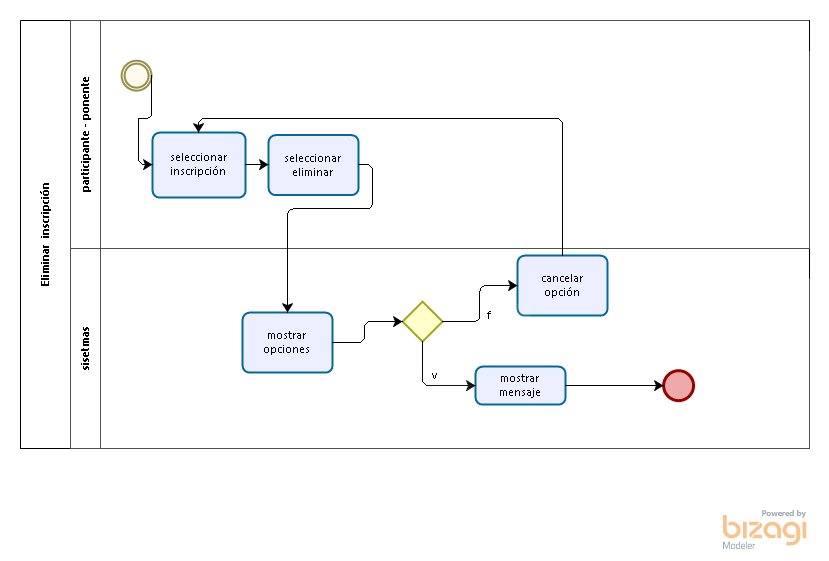 Eliminar inscripción
participante - ponente
seleccionar
inscripción
seleccionar
eliminar
sisetmas
cancelar
opción
mostrar
opciones
f
v
mostrar
mensaje
Powered by
bizagi
Modeler